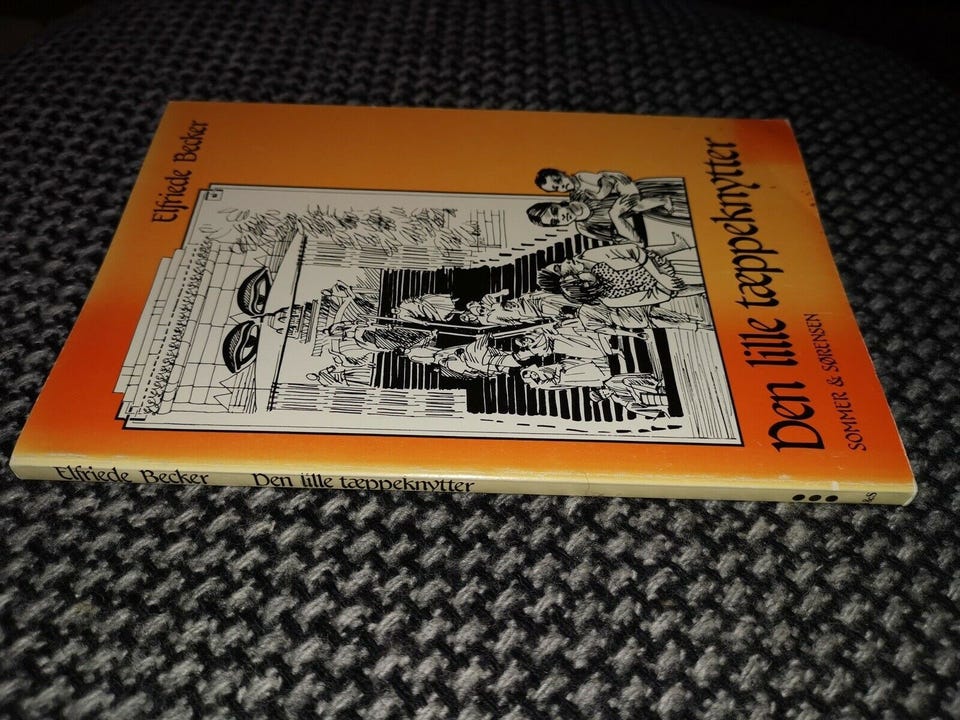 Elfriede Becker
Den lille tæppeknytter
SOMMER & SØRENSEN
Elfriede Becker Den lille tæppeknytter